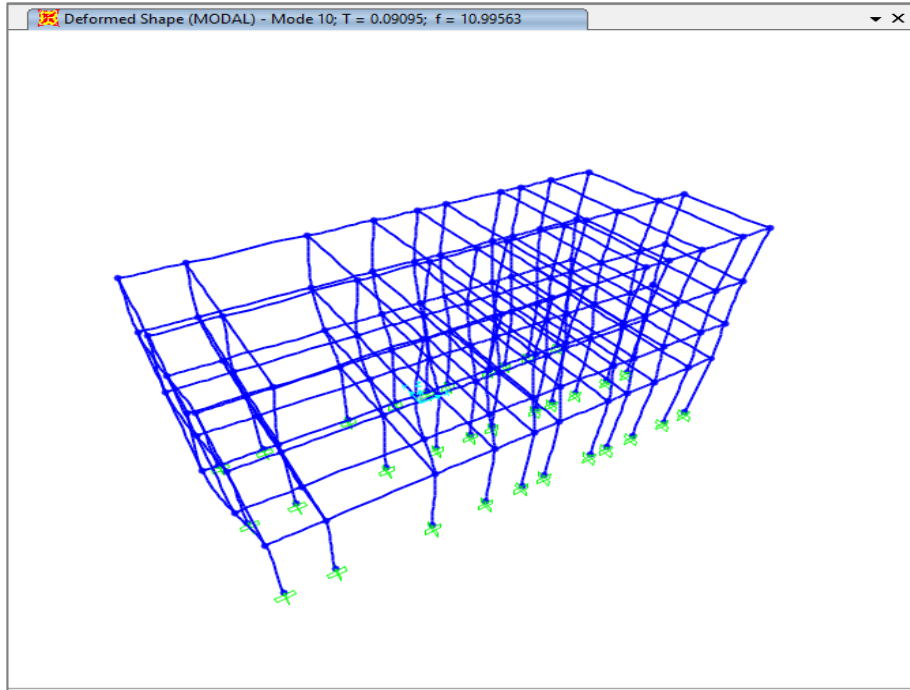 Deformed Shape (MODAL) - Mode 10; T = 0.09095; f = 10.99563